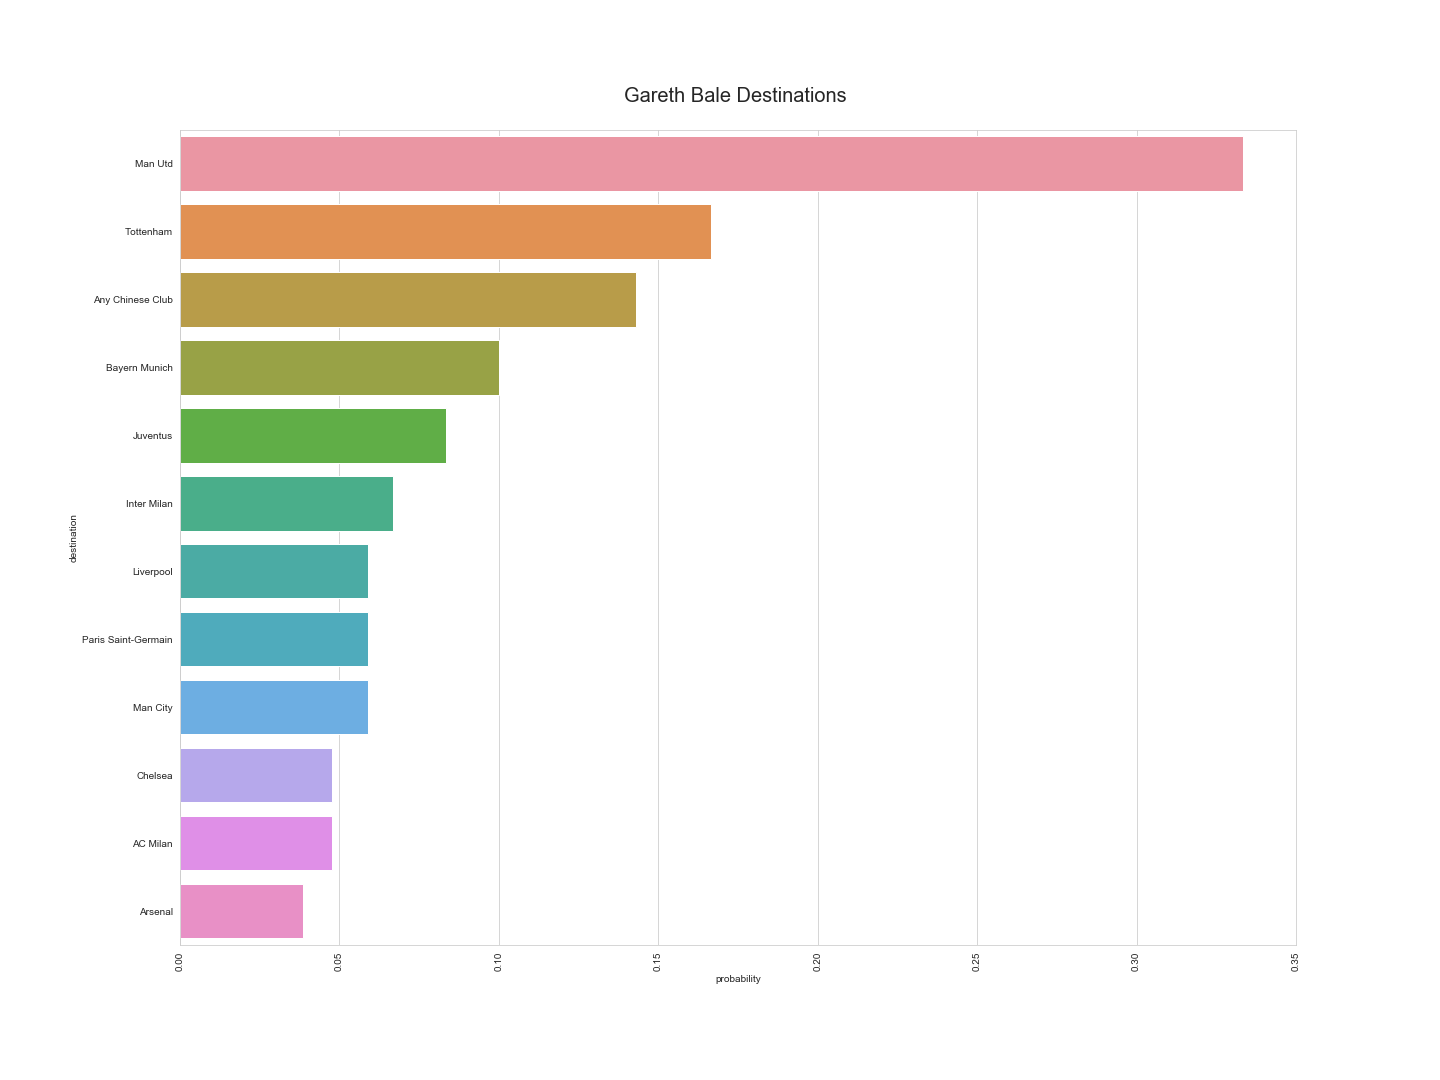 Gareth Bale Destinations
Man Utd
Tottenham
Any Chinese Club
Bayern Munich
Juventus
Inter Milan
destination
Liverpool
Paris Saint-Germain
Man City
Chelsea
AC Milan
Arsenal
0.00
0.05
0.10
0.15
0.20
0.25
0.30
0.35
probability